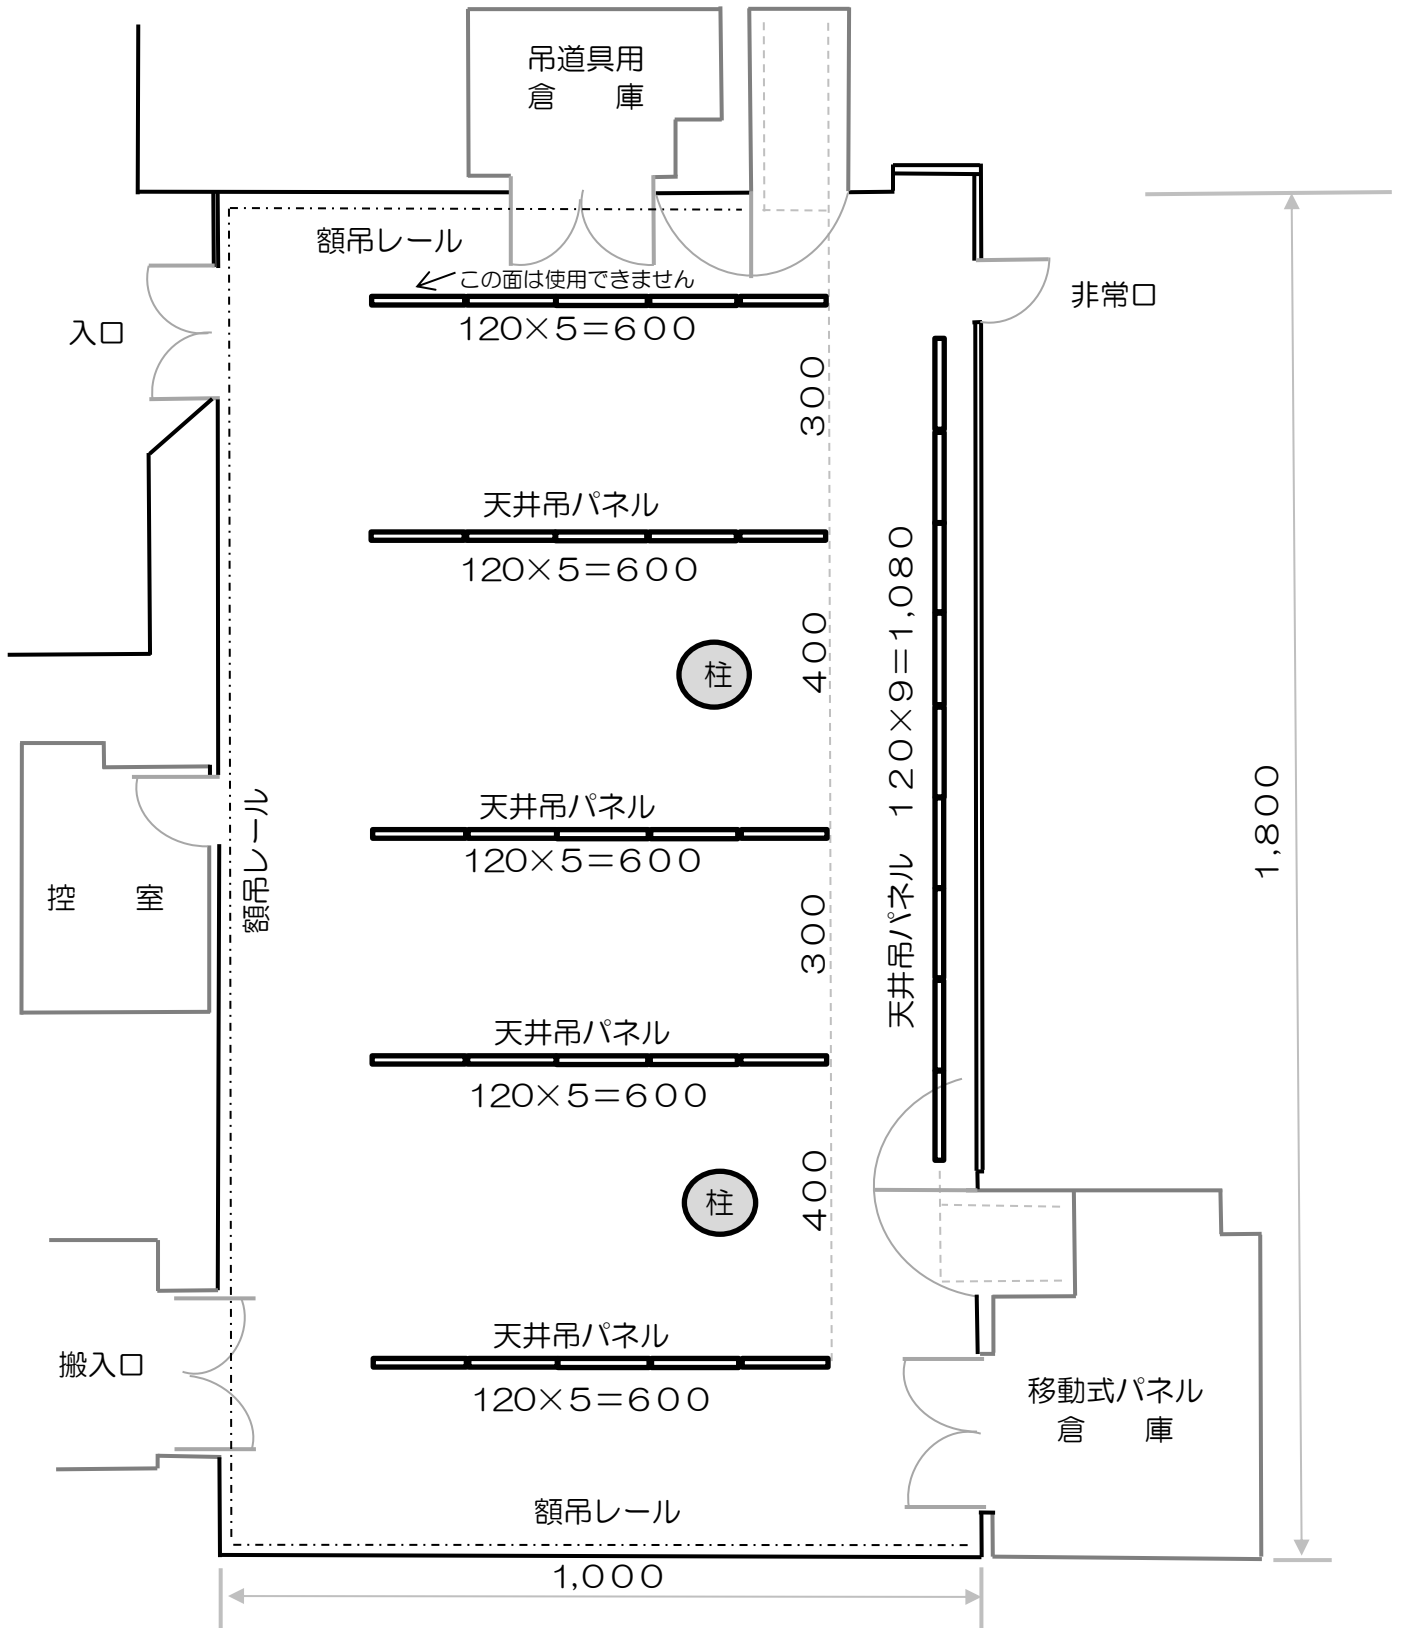 吊道具用
倉　　庫
額吊レール
この面は使用できません
120×5=600
入口
非常口
300
天井吊パネル
120×5=600
400
柱
天井吊パネル　120×9=1,080
1,800
天井吊パネル
120×5=600
額吊レール
控　　室
300
天井吊パネル
120×5=600
400
柱
天井吊パネル
120×5=600
搬入口
移動式パネル
倉　　庫
額吊レール
1,000